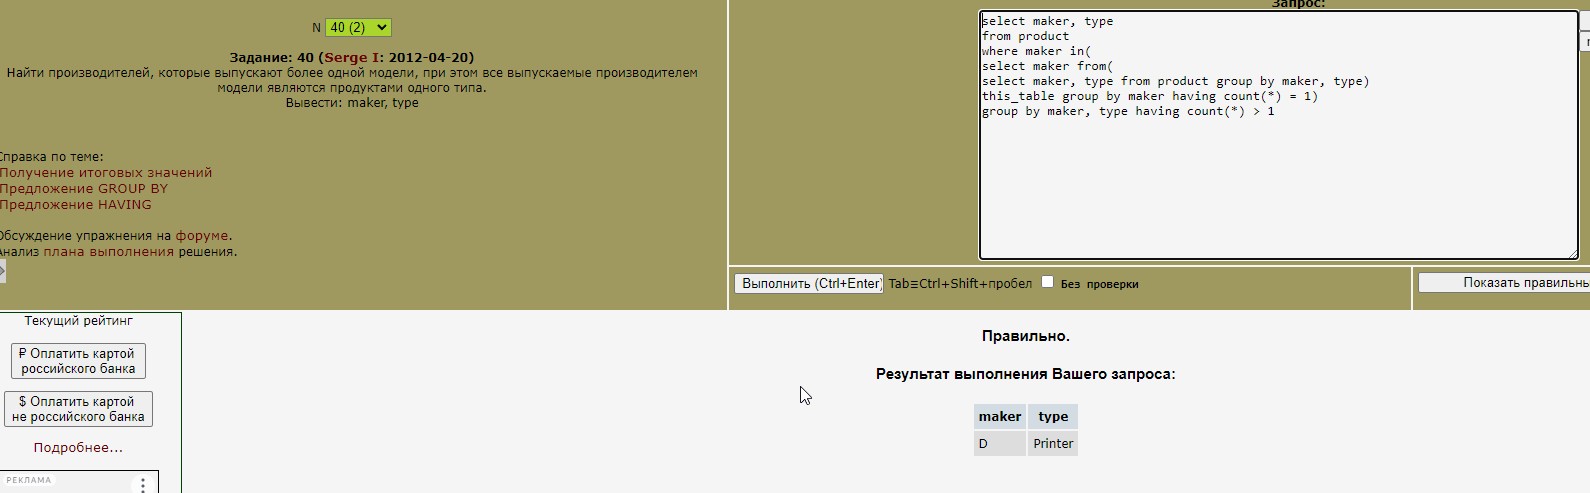 N 40 (2)
Задание: 40 (Serge I: 2012-04-20)
Найти производителей, которые выпускают более одной модели, при этом все выпускаемые производителем
модели являются продуктами одного типа.
Вывести: maker, type
Справка по теме:
Получение итоговых значений
Предложение GROUP BY
Предложение HAVING
Обсуждение упражнения на форуме.
Анализ плана выполнения решения.
Запрос:
select maker, type
from product
where maker in(
select maker from(
select maker, type from product group by maker, type)
this_table group by maker having count(*) = 1)
group by maker, type having count(*) > 1
Выполнить (Ctrl+Enter) Tab≡Ctrl+Shift+пробел Без проверки
Показать правильны
Текущий рейтинг
₽ Оплатить картой
российского банка
$ Оплатить картой
не российского банка
Подробнее...
РЕКЛАМА
Правильно.
Результат выполнения Вашего запроса:
maker type
D Printer